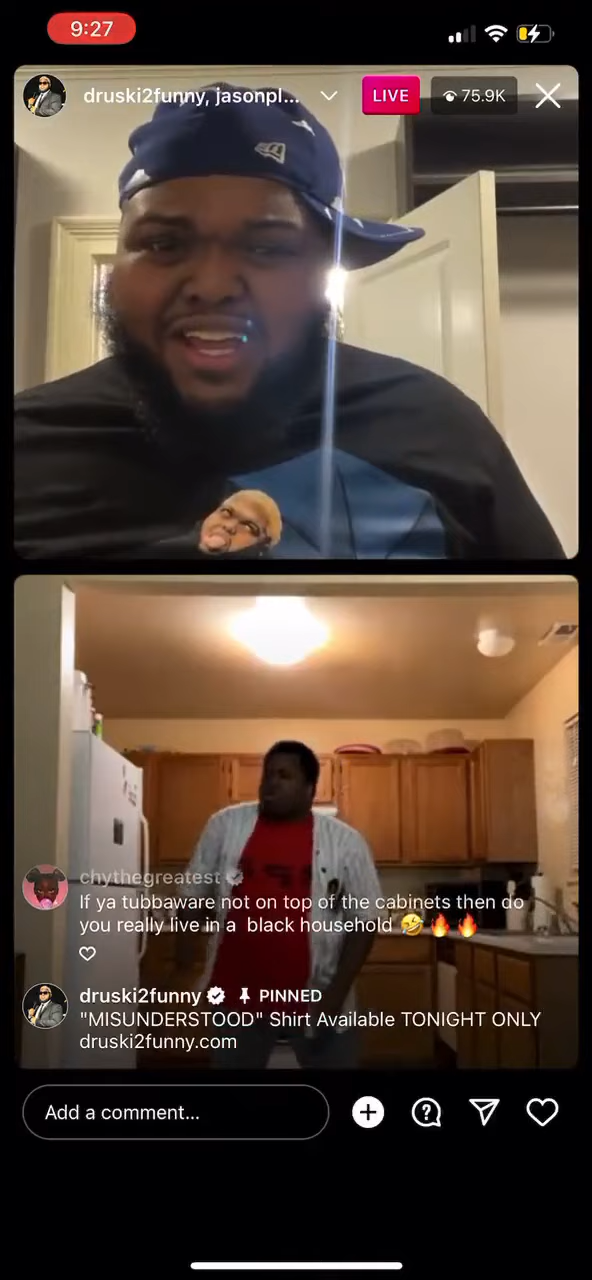 9:27
druski2funny, jasonpl...
LIVE
75.9K
chythegreatest
If ya tubbaware not on top of the cabinets then do
you really live in a black household 🤣🔥🔥
druski2funny
PINNED
"MISUNDERSTOOD" Shirt Available TONIGHT ONLY
druski2funny.com
Add a comment...